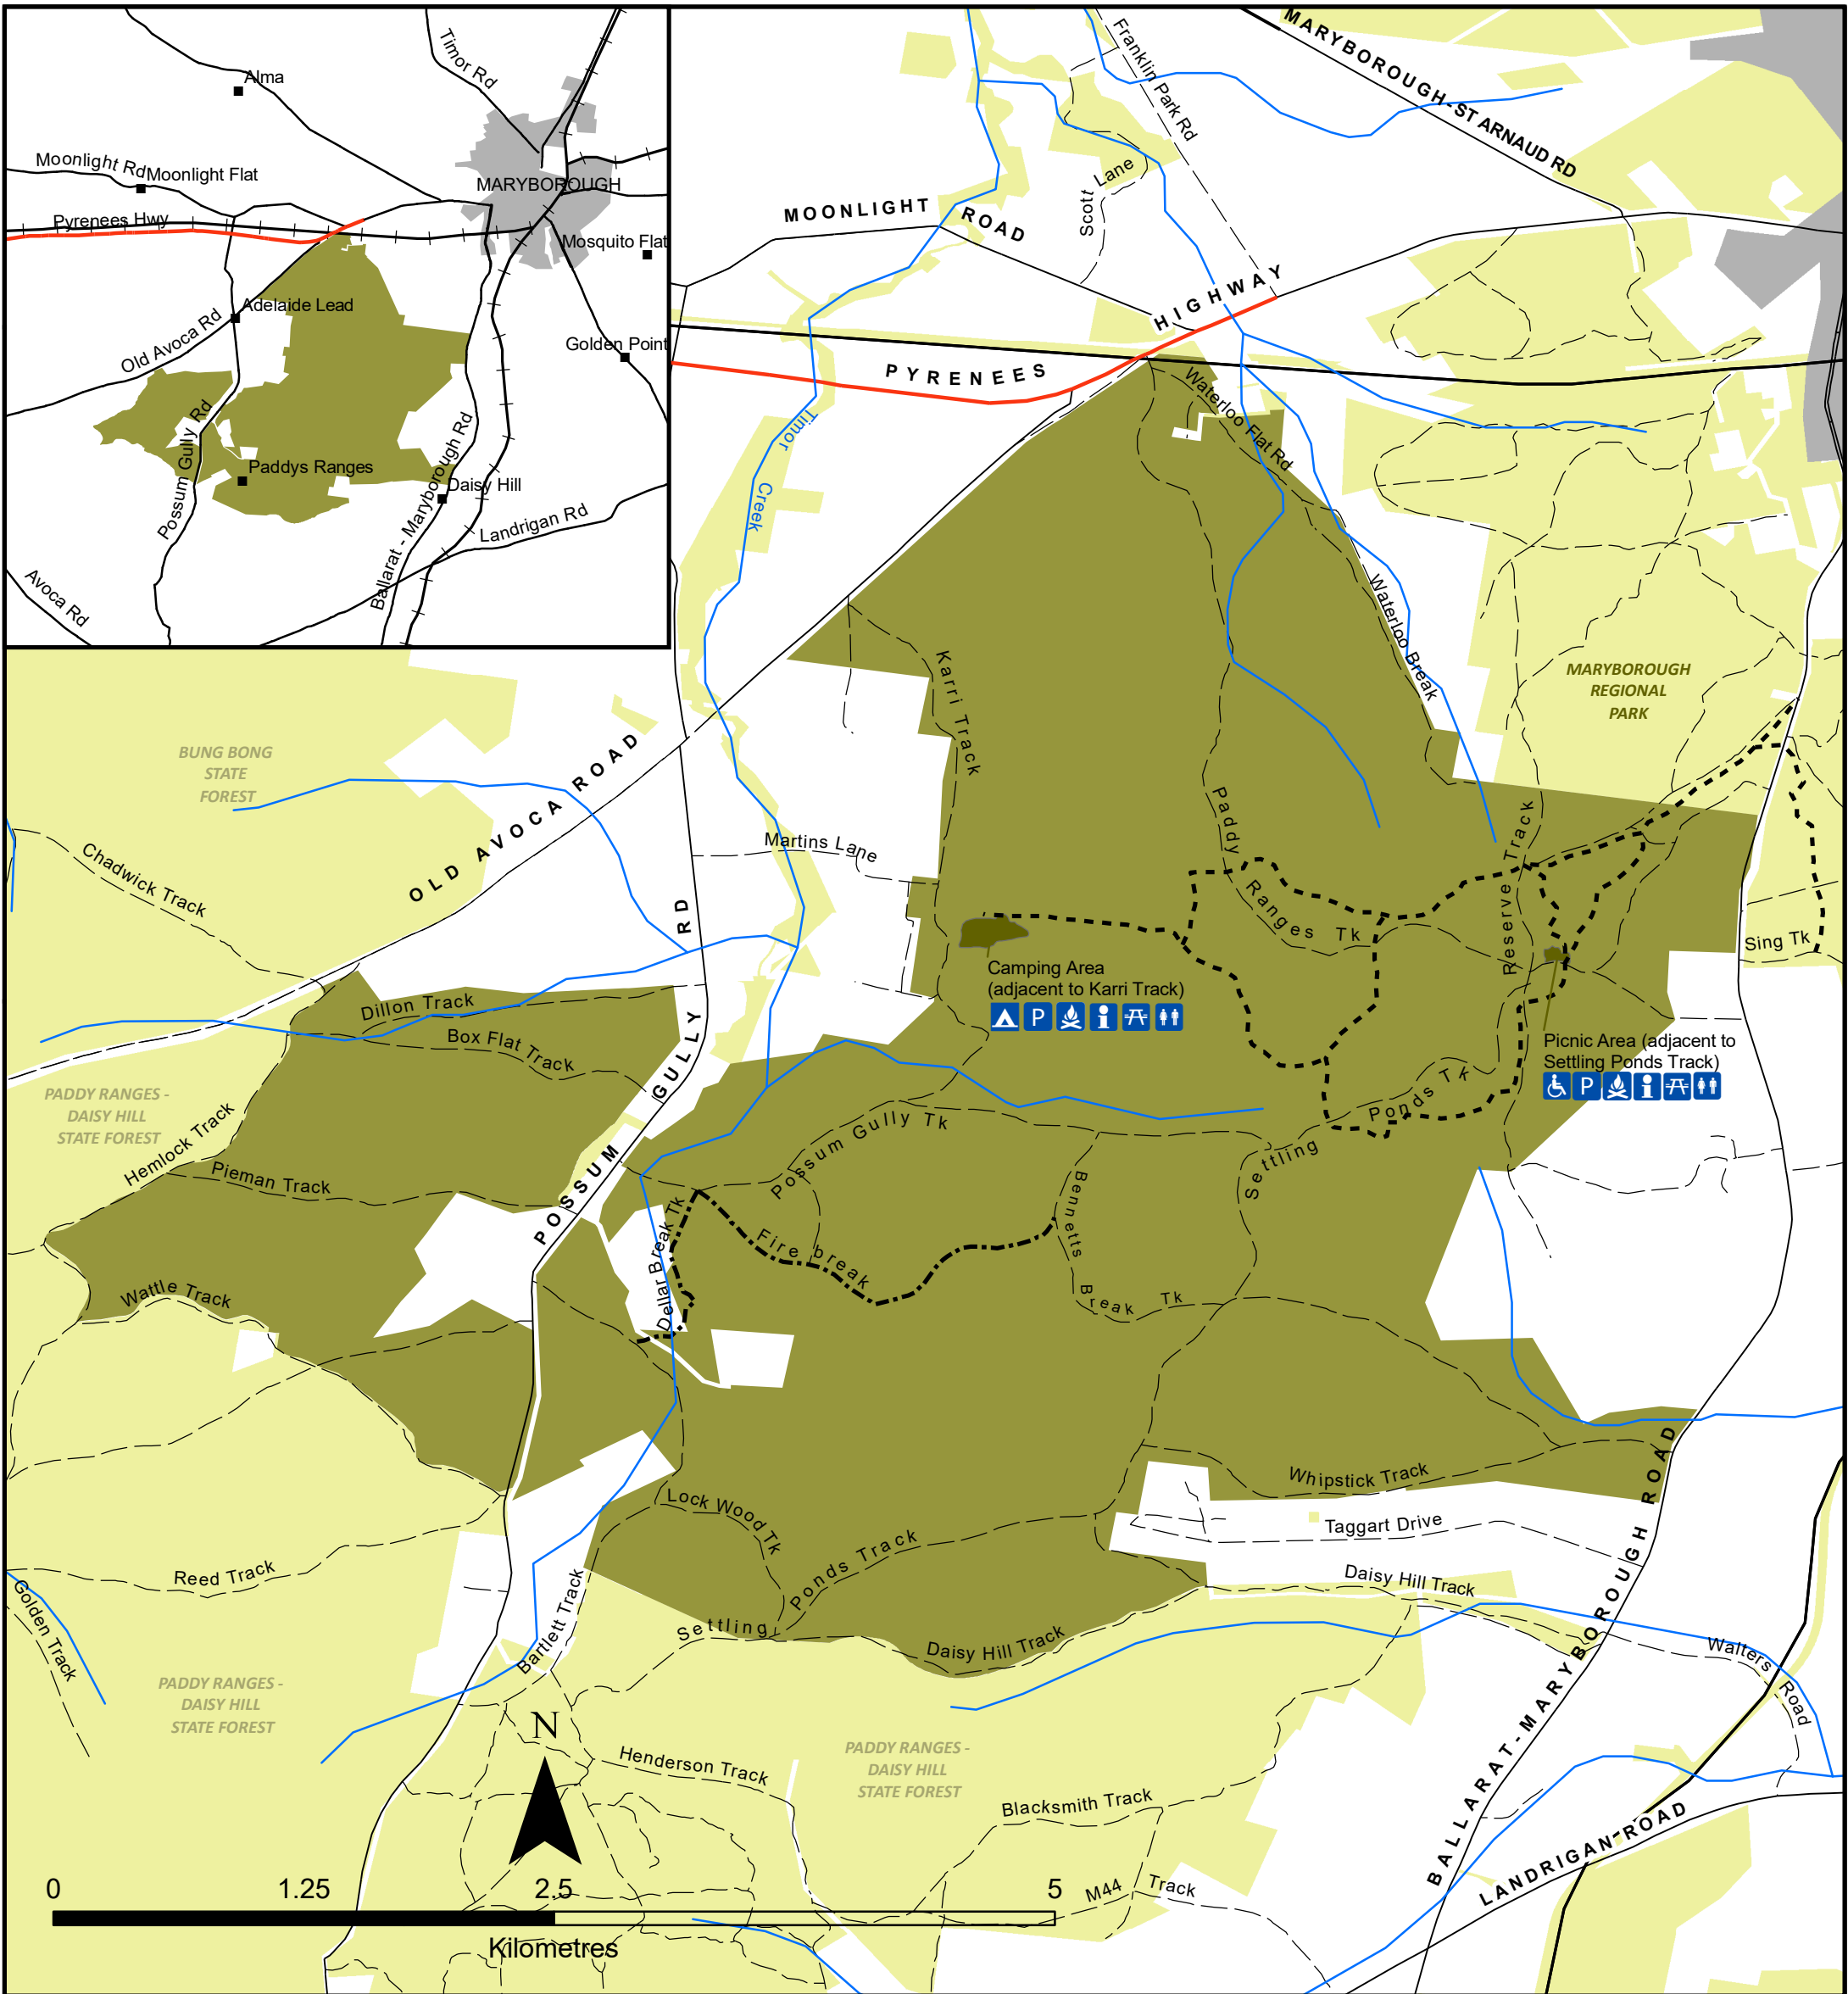 Alma
Timor Rd
Moonlight Rd
Moonlight Flat
MARYBOROUGH
Pyrenees Hwy
Mosquito Flat
Adelaide Lead
Old Avoca Rd
Golden Point
Possum Gully Rd
Paddys Ranges
Daisy Hill
Ballarat - Maryborough Rd
Landrigan Rd
Avoca Rd
Franklin Park Rd
MARYBOROUGH-ST ARNAUD RD
Scott Lane
MOONLIGHT ROAD
PYRENEES HIGHWAY
Waterloo Flat Rd
Timor Creek
Waterloo Break
Karri Track
MARYBOROUGH
REGIONAL
PARK
BUNG BONG
STATE
FOREST
OLD AVOCA ROAD
Paddy Ranges Tk
Martins Lane
Chadwick Track
Reserve Track
Sing Tk
Camping Area
(adjacent to Karri Track)
P
Picnic Area (adjacent to
Settling Ponds Track)
P
Dillon Track
Box Flat Track
POSSUM GULLY RD
PADDY RANGES -
DAISY HILL
STATE FOREST
Hemlock Track
Pieman Track
Possum Gully Tk
Settling Ponds Tk
Bennetts Break Tk
Dellar Break Tk
Fire break
Wattle Track
Whipstick Track
Lock Wood Tk
Taggart Drive
Daisy Hill Track
Reed Track
Golden Track
Bartlett Track
Settling Ponds Track
Daisy Hill Track
Walters Road
BALLARAT-MARYBOROUGH ROAD
PADDY RANGES -
DAISY HILL
STATE FOREST
N
Henderson Track
PADDY RANGES -
DAISY HILL
STATE FOREST
Blacksmith Track
LANDRIGAN ROAD
M44 Track
0 1.25 2.5 5
Kilometres